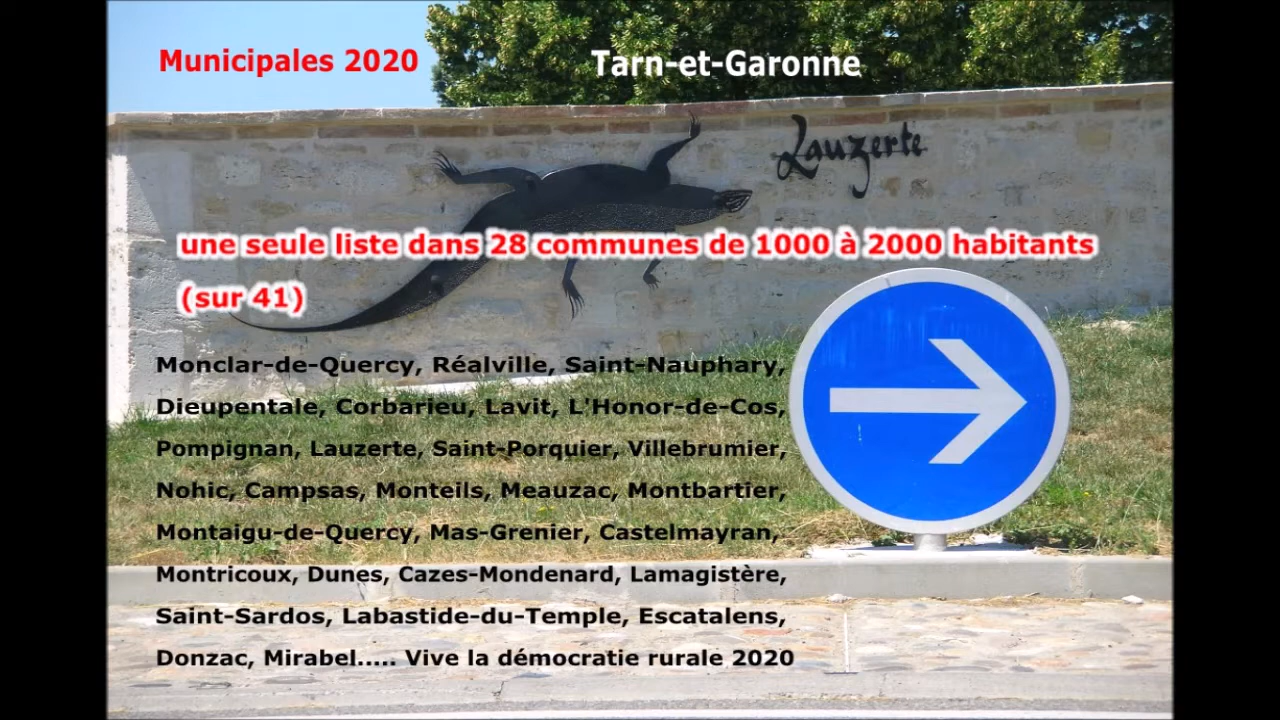 Municipales 2020
Tarn-et-Garonne
Lauzerte
une seule liste dans 28 communes de 1000 à 2000 habitants
(sur 41)
Monclar-de-Quercy, Réalville, Saint-Nauphary,
Dieupentale, Corbarieu, Lavit, L'Honor-de-Cos,
Pompignan, Lauzerte, Saint-Porquier, Villebrumier,
Nohic, Campsas, Monteils, Meauzac, Montbartier,
Montaigu-de-Quercy, Mas-Grenier, Castelmayran,
Montricoux, Dunes, Cazes-Mondenard, Lamagistère,
Saint-Sardos, Labastide-du-Temple, Escatalens,
Donzac, Mirabel..... Vive la démocratie rurale 2020